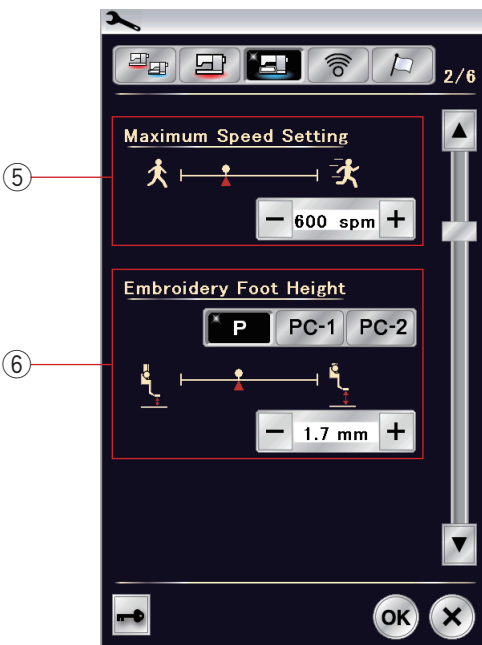 2/6
⑤
Maximum Speed Setting
− 600 spm +
Embroidery Foot Height
P PC-1 PC-2
⑥
− 1.7 mm +
OK